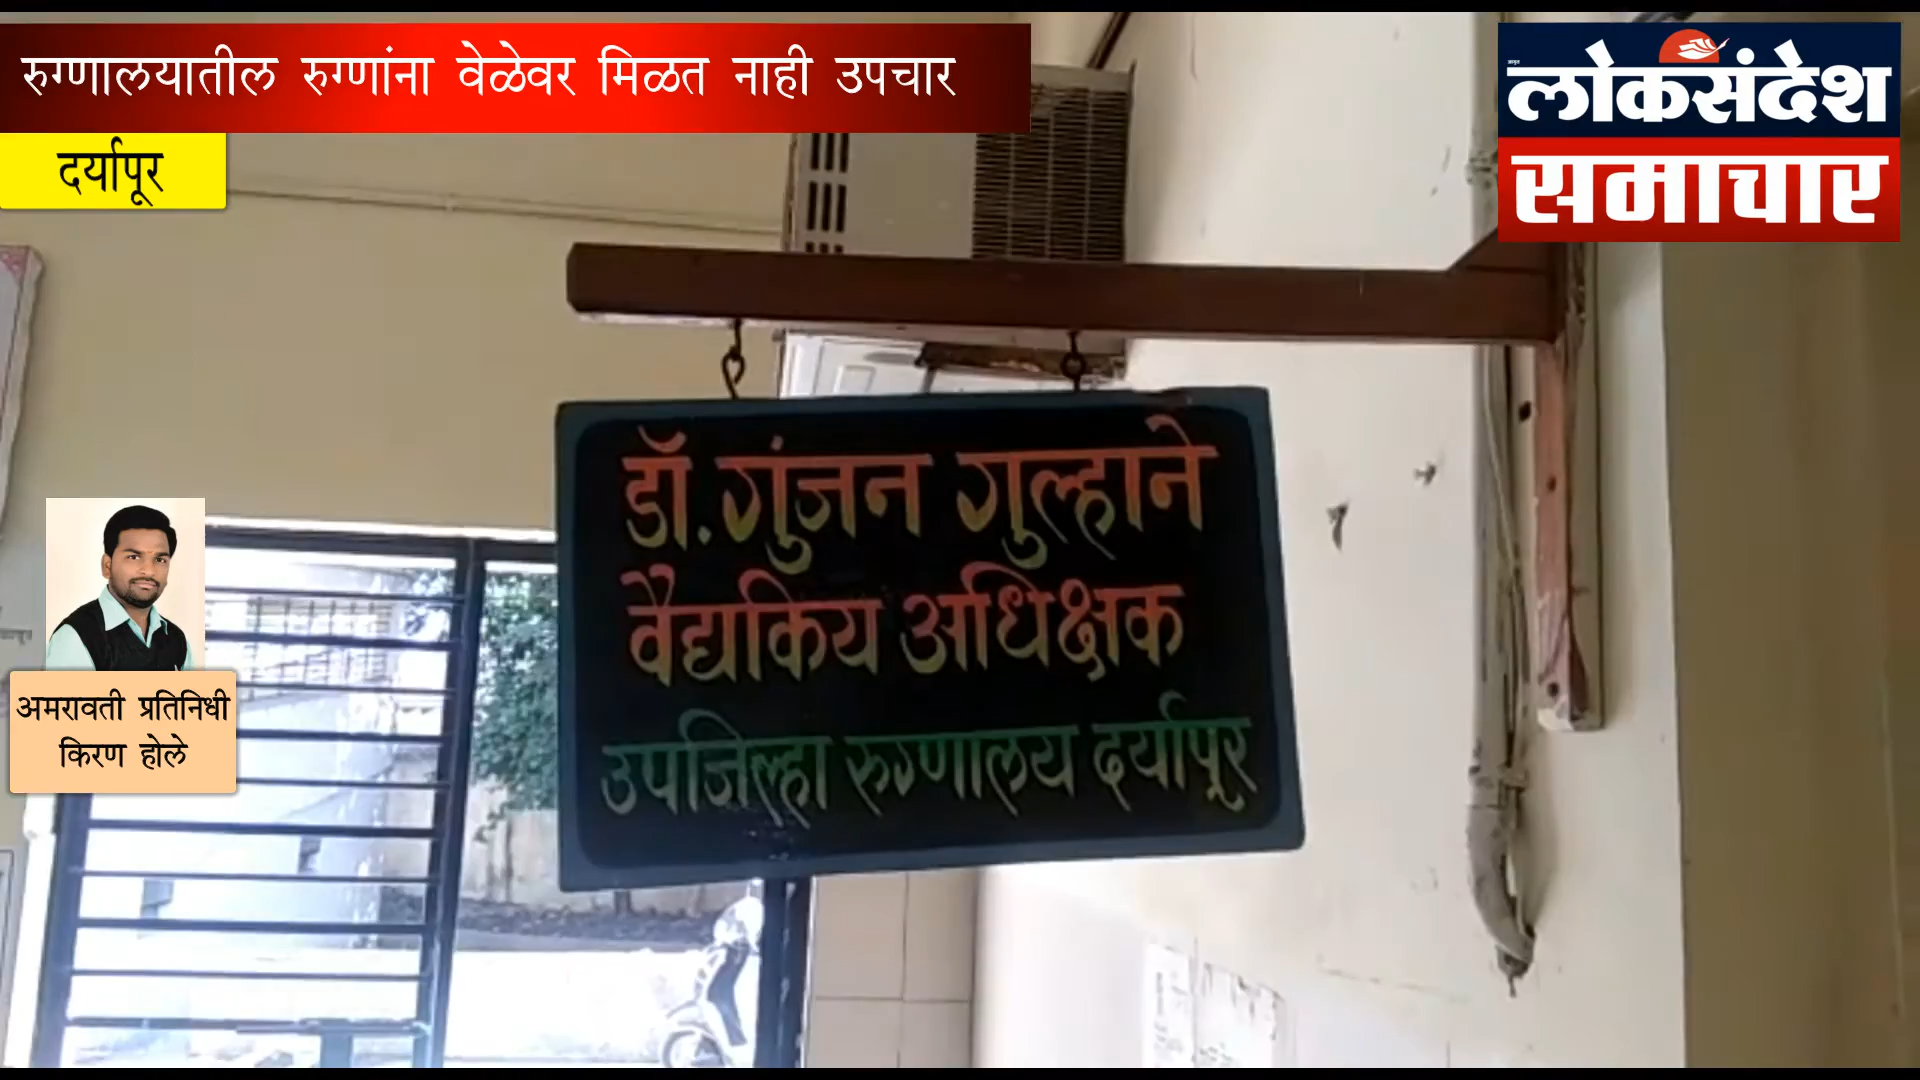 रुग्णालयातील रुग्णांना वेळेवर मिळत नाही उपचार
दर्यापूर
लोकसंदेश
समाचार
डॉ. गुंजन गुल्हाने
वैद्यकिय अधिक्षक
उपजिल्हा रुग्णालय दर्यापूर
अमरावती प्रतिनिधी
किरण होले